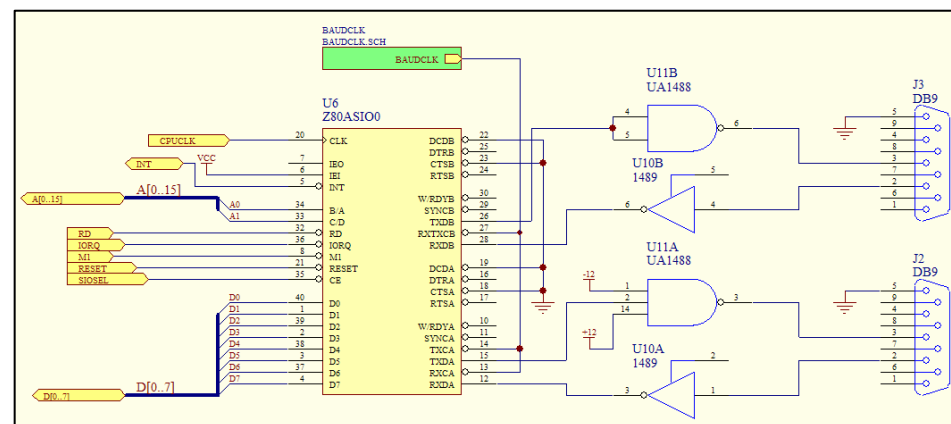 BAUDCLK
BAUDCLK.SCH
BAUDCLK
U6
Z80ASIO0
CPUCLK
20
CLK
INT
VCC
7
IEO
6
IEI
5
INT
A[0..15]
A[0..15]
A0
34
B/A
A1
33
C/D
RD
32
RD
IORQ
36
IORQ
M1
8
M1
RESET
21
RESET
SIOSEL
35
CE
D0
40
D0
D1
1
D1
D2
39
D2
D3
2
D3
D4
38
D4
D5
3
D5
D6
37
D6
D7
4
D7
D[0..7]
D[0..7]
DCDB
22
DTRB
25
CTSB
23
RTSB
24
W/RDYB
30
SYNCB
29
TXDB
26
RXTXCB
27
RXDB
28
DCDA
19
DTRA
16
CTSA
18
RTSA
17
W/RDYA
10
SYNCA
11
TXCA
14
TXDA
15
RXCA
13
RXDA
12
U11B
UA1488
4
5
6
U10B
1489
5
6
4
U11A
UA1488
-12
1
2
14
3
+12
U10A
1489
2
3
1
J3
DB9
5
9
4
8
3
7
2
6
1
J2
DB9
5
9
4
8
3
7
2
6
1